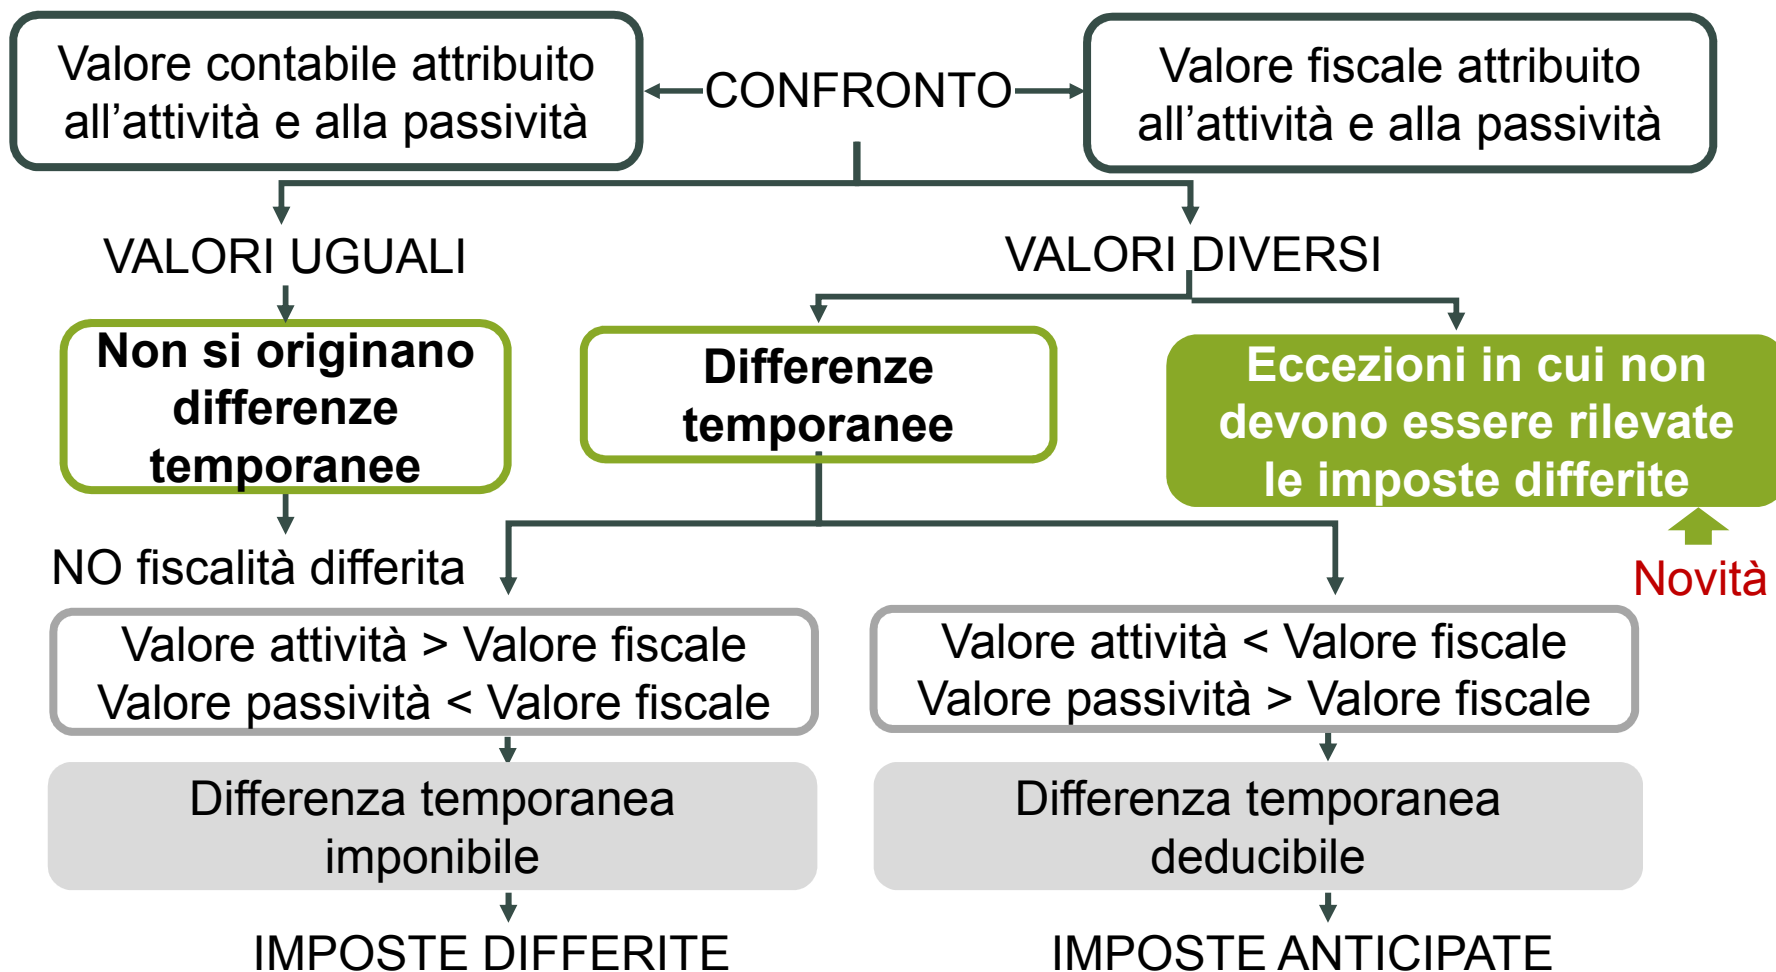 Valore contabile attribuito
all’attività e alla passività
CONFRONTO
Valore fiscale attribuito
all’attività e alla passività
VALORI UGUALI
VALORI DIVERSI
Non si originano
differenze
temporanee
Differenze
temporanee
Eccezioni in cui non
devono essere rilevate
le imposte differite
NO fiscalità differita
Novità
Valore attività > Valore fiscale
Valore passività < Valore fiscale
Valore attività < Valore fiscale
Valore passività > Valore fiscale
Differenza temporanea
imponibile
Differenza temporanea
deducibile
IMPOSTE DIFFERITE
IMPOSTE ANTICIPATE